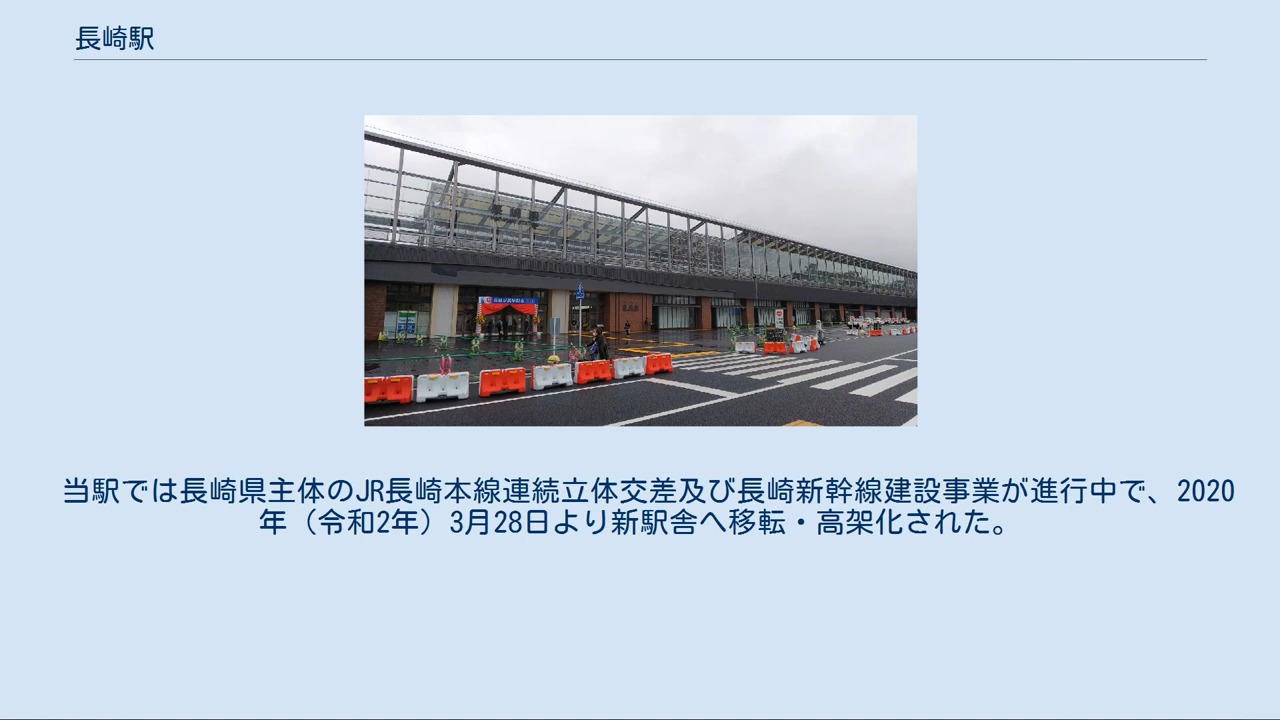 長崎駅
当駅では長崎県主体のJR長崎本線連続立体交差及び長崎新幹線建設事業が進行中で、2020
年（令和2年）3月28日より新駅舎へ移転・高架化された。